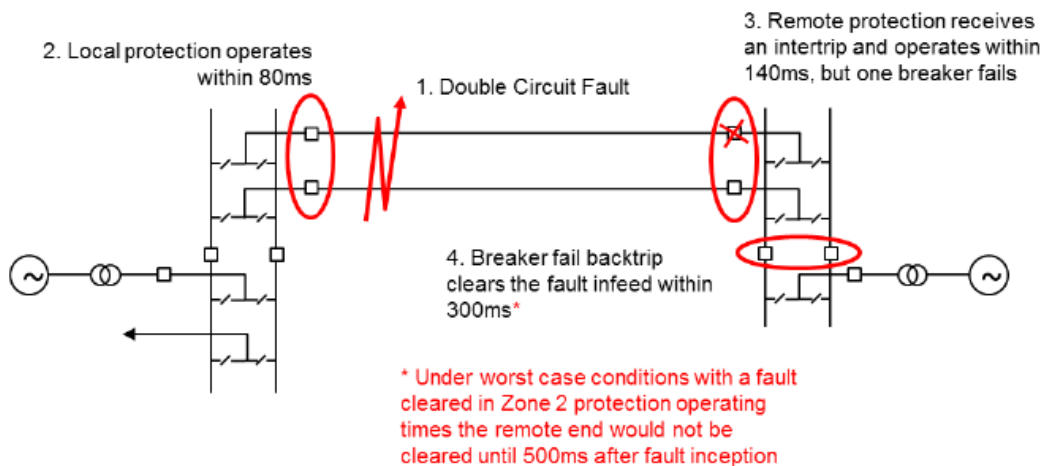 2. Local protection operates
within 80ms
1. Double Circuit Fault
3. Remote protection receives
an intertrip and operates within
140ms, but one breaker fails
4. Breaker fail backtrip
clears the fault infeed within
300ms*
* Under worst case conditions with a fault
cleared in Zone 2 protection operating
times the remote end would not be
cleared until 500ms after fault inception